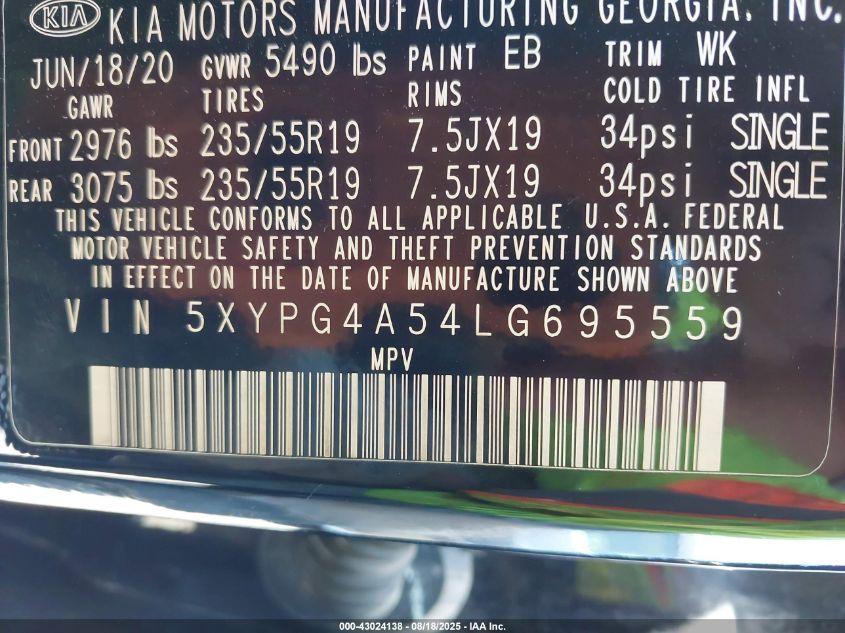 KIA KIA MOTORS MANUFACTURING GEORGIA, INC.
JUN/18/20 GVWR 5490 lbs PAINT EB TRIM WK
GAWR TIRES RIMS COLD TIRE INFL
FRONT 2976 lbs 235/55R19 7.5JX19 34psi SINGLE
REAR 3075 lbs 235/55R19 7.5JX19 34psi SINGLE
THIS VEHICLE CONFORMS TO ALL APPLICABLE U.S.A. FEDERAL
MOTOR VEHICLE SAFETY AND THEFT PREVENTION STANDARDS
IN EFFECT ON THE DATE OF MANUFACTURE SHOWN ABOVE
VIN 5XYPG4A54LG695559
MPV
000-43024138 - 08/18/2025 - IAA Inc.